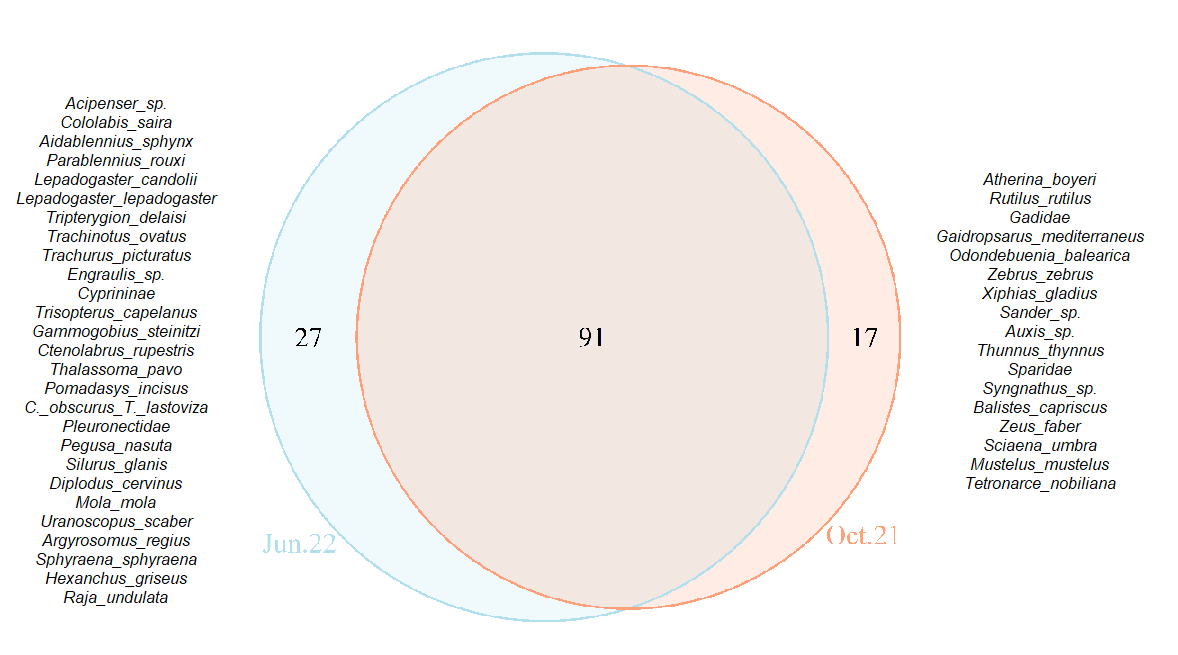 Acipenser_sp.
Cololabis_saira
Aidablennius_sphynx
Parablennius_rouxi
Lepadogaster_candolii
Lepadogaster_lepadogaster
Tripterygion_delaisi
Trachinotus_ovatus
Trachurus_picturatus
Engraulis_sp.
Cyprininae
Trisopterus_capelanus
Gammogobius_steinitzi
Ctenolabrus_rupestris
Thalassoma_pavo
Pomadasys_incisus
C._obscurus_T._lastoviza
Pleuronectidae
Pegusa_nasuta
Silurus_glanis
Diplodus_cervinus
Mola_mola
Uranoscopus_scaber
Argyrosomus_regius
Sphyraena_sphyraena
Hexanchus_griseus
Raja_undulata
27
91
17
Jun.22
Oct.21
Atherina_boyeri
Rutilus_rutilus
Gadidae
Gaidropsarus_mediterraneus
Odondebuenia_balearica
Zebrus_zebrus
Xiphias_gladius
Sander_sp.
Auxis_sp.
Thunnus_thynnus
Sparidae
Syngnathus_sp.
Balistes_capriscus
Zeus_faber
Sciaena_umbra
Mustelus_mustelus
Tetronarce_nobiliana